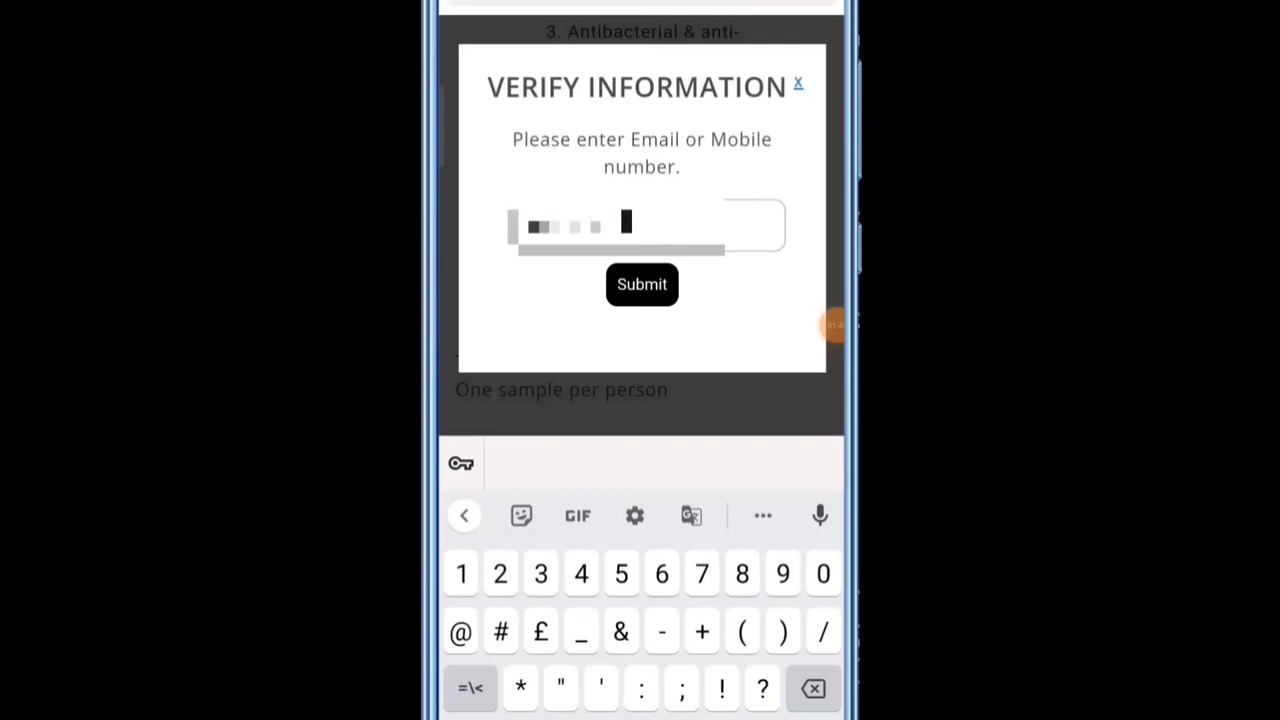 3. Antibacterial & anti-
VERIFY INFORMATION x
Please enter Email or Mobile
number.
Submit
One sample per person
GIF
1 2 3 4 5 6 7 8 9 0
@ # £ _ & - + ( ) /
=\< * " ' : ; ! ?